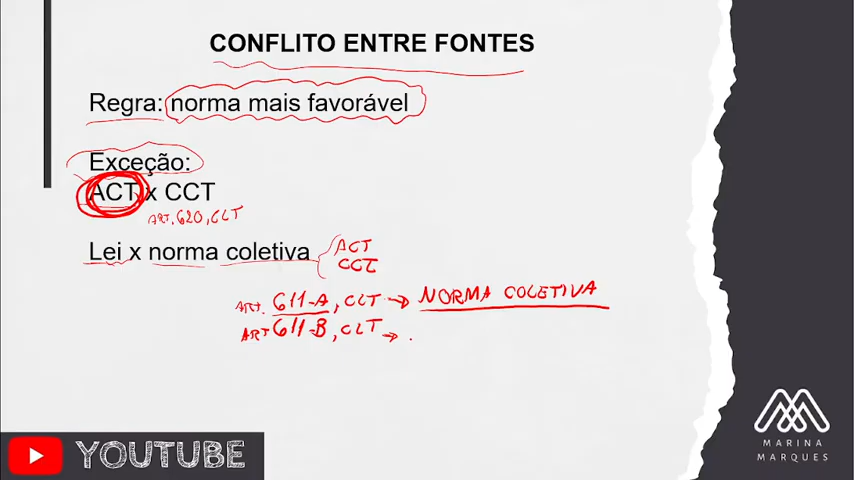 CONFLITO ENTRE FONTES
Regra: norma mais favorável
Exceção:
ACT x CCT
ART. 620, CLT
Lei x norma coletiva
ACT
CCT
ART. 611-A, CLT → NORMA COLETIVA
ART 611-B, CLT → .
YOUTUBE
MARINA
MARQUES